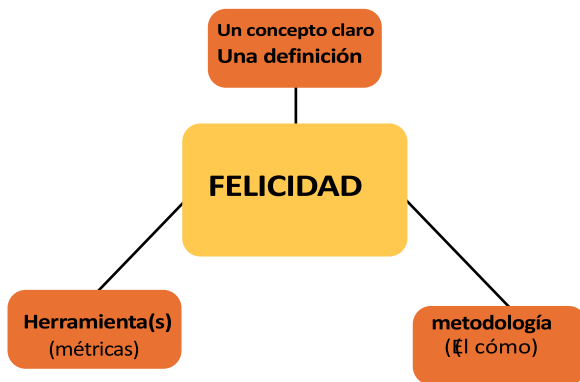 Un concepto claro
Una definición
FELICIDAD
Herramienta(s)
(métricas)
metodología
(El cómo)